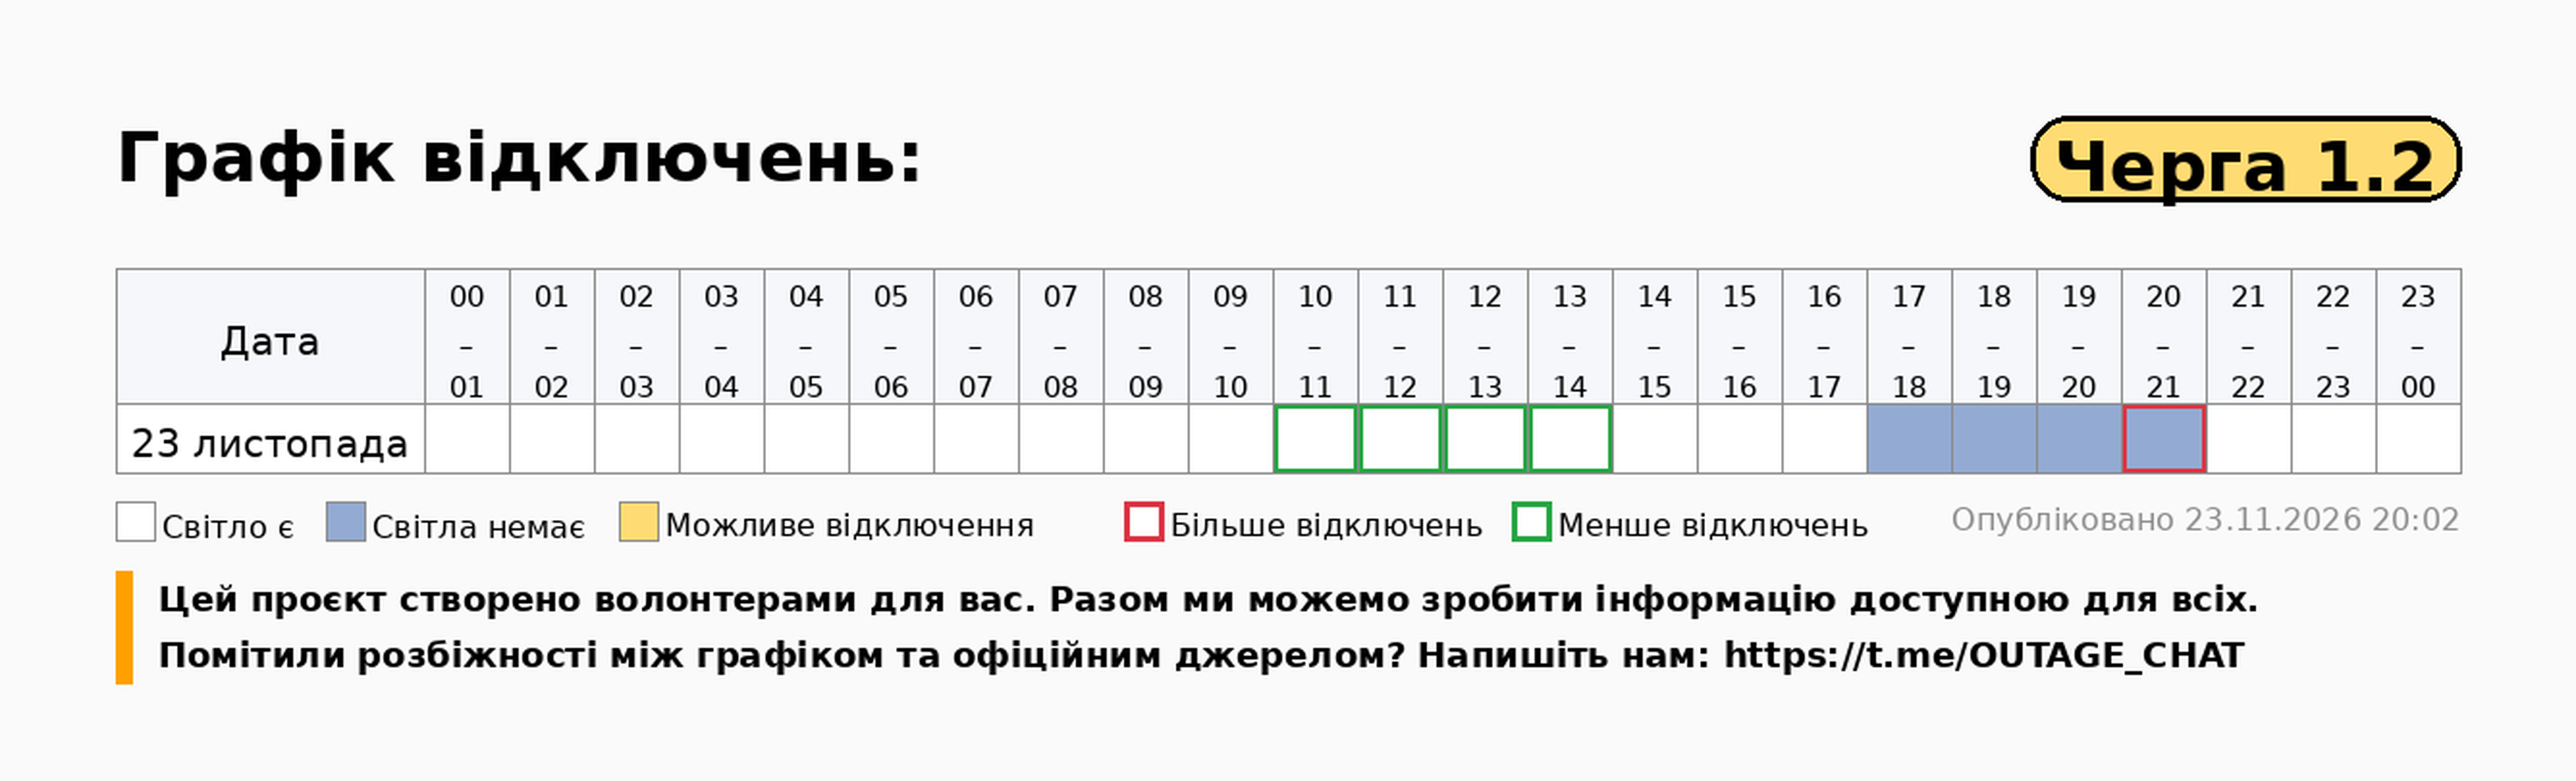 Графік відключень:
Черга 1.2
Дата 00 – 01 01 – 02 02 – 03 03 – 04 04 – 05 05 – 06 06 – 07 07 – 08 08 – 09 09 – 10 10 – 11 11 – 12 12 – 13 13 – 14 14 – 15 15 – 16 16 – 17 17 – 18 18 – 19 19 – 20 20 – 21 21 – 22 22 – 23 23 – 00
23 листопада
Світло є Світла немає Можливе відключення Більше відключень Менше відключень Опубліковано 23.11.2026 20:02
Цей проєкт створено волонтерами для вас. Разом ми можемо зробити інформацію доступною для всіх.
Помітили розбіжності між графіком та офіційним джерелом? Напишіть нам: https://t.me/OUTAGE_CHAT